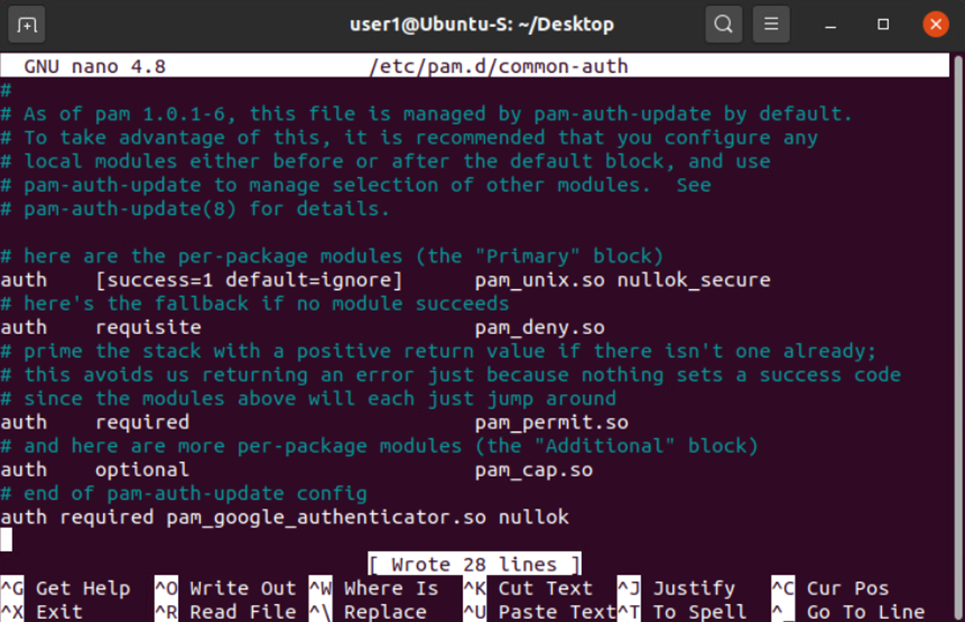 user1@Ubuntu-S: ~/Desktop
GNU nano 4.8 /etc/pam.d/common-auth
#
# As of pam 1.0.1-6, this file is managed by pam-auth-update by default.
# To take advantage of this, it is recommended that you configure any
# local modules either before or after the default block, and use
# pam-auth-update to manage selection of other modules.  See
# pam-auth-update(8) for details.

# here are the per-package modules (the "Primary" block)
auth    [success=1 default=ignore]      pam_unix.so nullok_secure
# here's the fallback if no module succeeds
auth    requisite                       pam_deny.so
# prime the stack with a positive return value if there isn't one already;
# this avoids us returning an error just because nothing sets a success code
# since the modules above will each just jump around
auth    required                        pam_permit.so
# and here are more per-package modules (the "Additional" block)
auth    optional                        pam_cap.so
# end of pam-auth-update config
auth required pam_google_authenticator.so nullok
[ Wrote 28 lines ]
^G Get Help  ^O Write Out ^W Where Is  ^K Cut Text  ^J Justify   ^C Cur Pos
^X Exit      ^R Read File ^\ Replace   ^U Paste Text^T To Spell  ^_ Go To Line